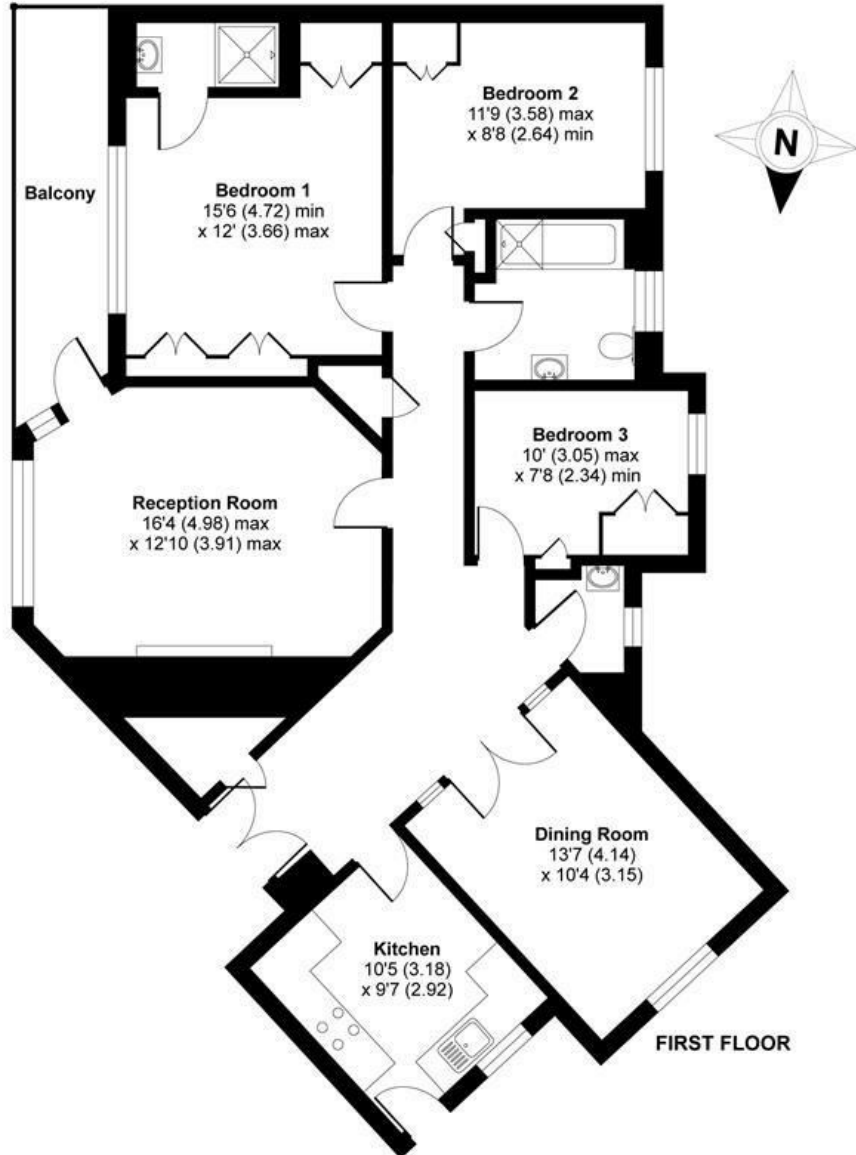 Bedroom 2
11'9 (3.58) max
x 8'8 (2.64) min
N
Balcony
Bedroom 1
15'6 (4.72) min
x 12' (3.66) max
Bedroom 3
10' (3.05) max
x 7'8 (2.34) min
Reception Room
16'4 (4.98) max
x 12'10 (3.91) max
Dining Room
13'7 (4.14)
x 10'4 (3.15)
Kitchen
10'5 (3.18)
x 9'7 (2.92)
FIRST FLOOR